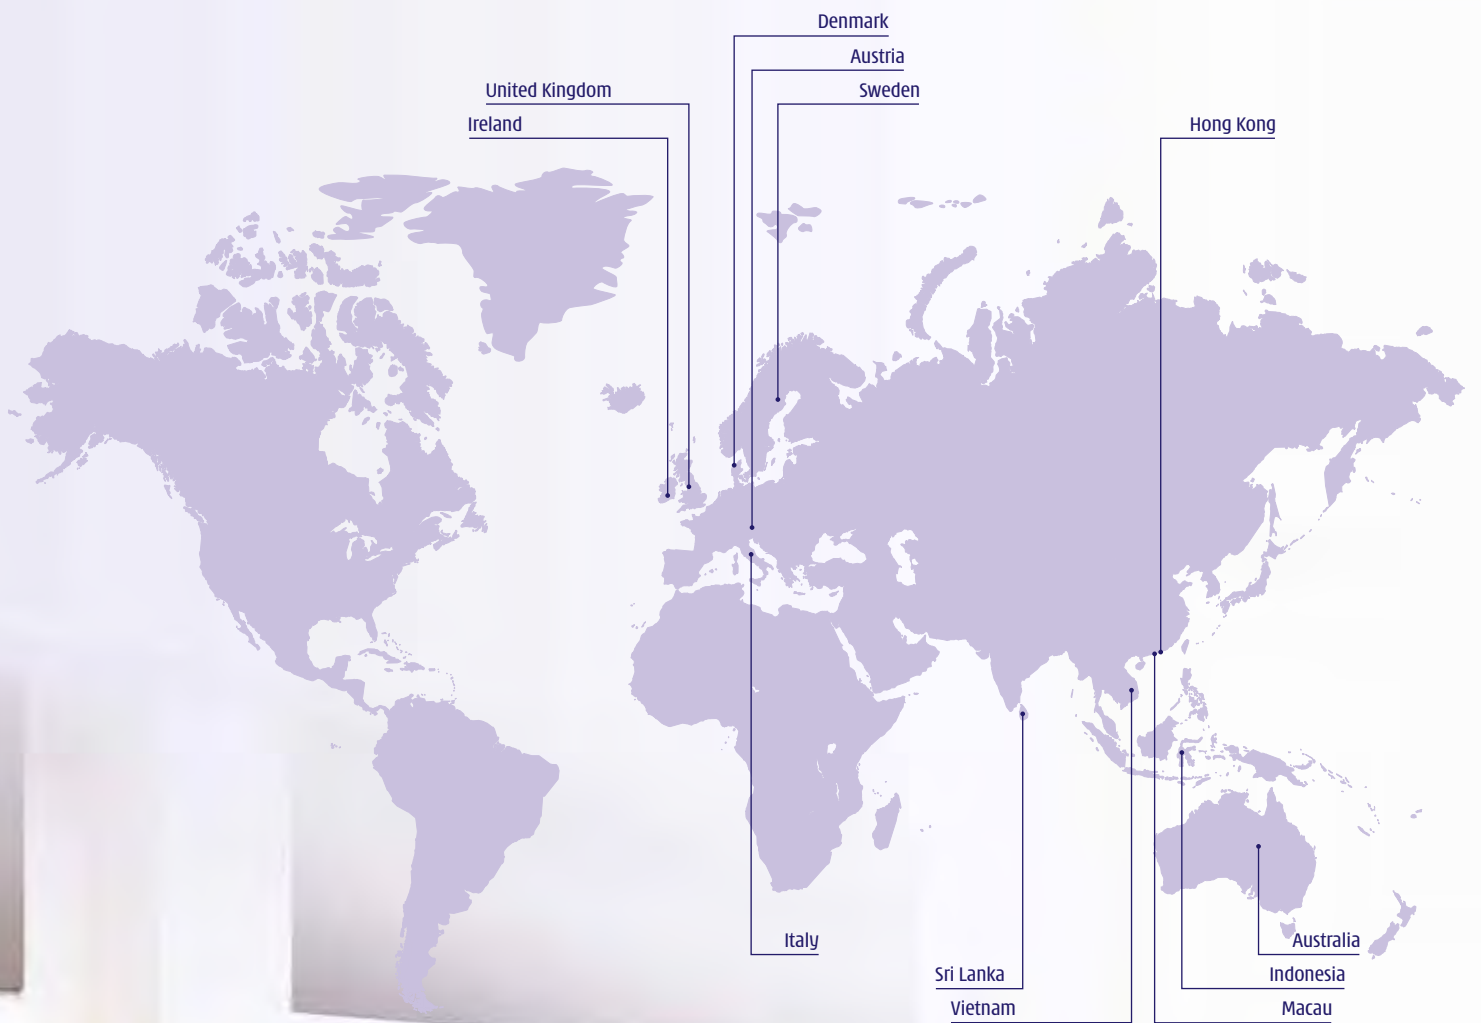 Denmark
Austria
United Kingdom
Sweden
Ireland
Hong Kong
Italy
Australia
Sri Lanka
Indonesia
Vietnam
Macau